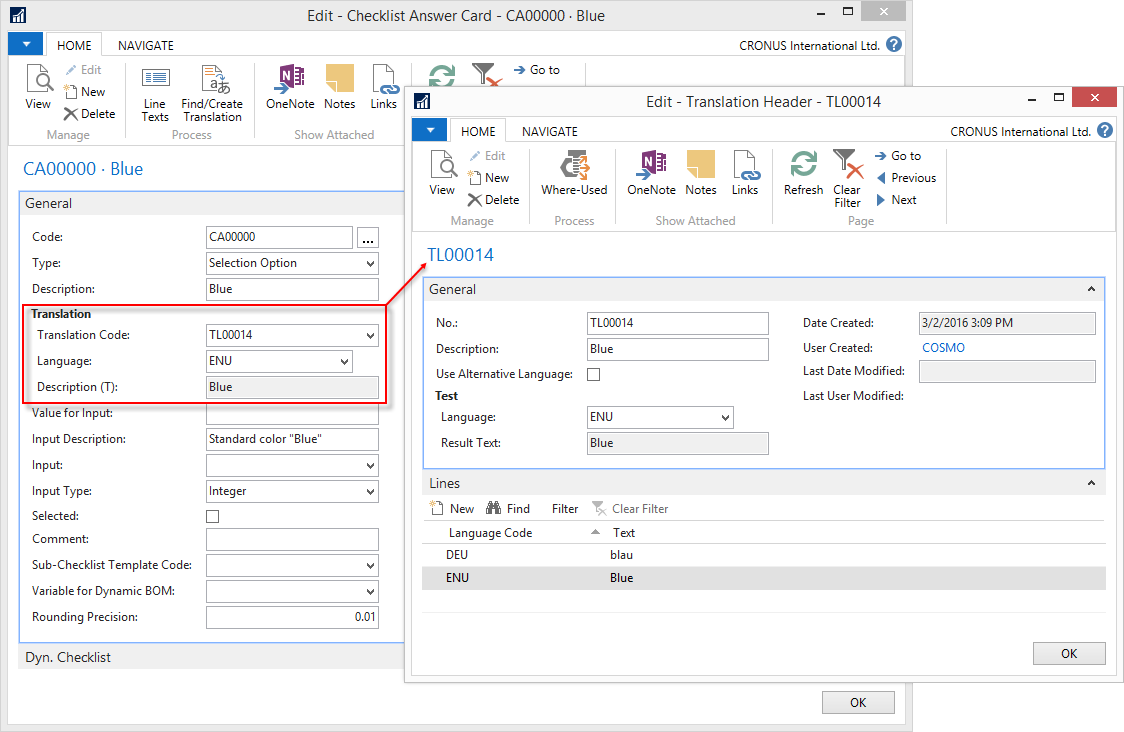 Edit - Checklist Answer Card - CA00000 · Blue
HOME NAVIGATE
CRONUS International Ltd. ?
View
Edit
New
Delete
Manage
Line Texts
Find/Create Translation
Process
OneNote
Notes
Links
Show Attached
Go to
CA00000 · Blue
General
Code: CA00000 ...
Type: Selection Option
Description: Blue
Translation
Translation Code: TL00014
Language: ENU
Description (T): Blue
Value for Input:
Input Description: Standard color "Blue"
Input:
Input Type: Integer
Selected:
Comment:
Sub-Checklist Template Code:
Variable for Dynamic BOM:
Rounding Precision: 0.01
Dyn. Checklist
OK
Edit - Translation Header - TL00014
HOME NAVIGATE
CRONUS International Ltd. ?
View
Edit
New
Delete
Manage
Where-Used
Process
OneNote
Notes
Links
Show Attached
Refresh
Clear Filter
Go to
Previous
Next
Page
TL00014
General
No.: TL00014
Description: Blue
Use Alternative Language:
Test
Language: ENU
Result Text: Blue
Date Created: 3/2/2016 3:09 PM
User Created: COSMO
Last Date Modified:
Last User Modified:
Lines
New Find Filter Clear Filter
Language Code Text
DEU blau
ENU Blue
OK